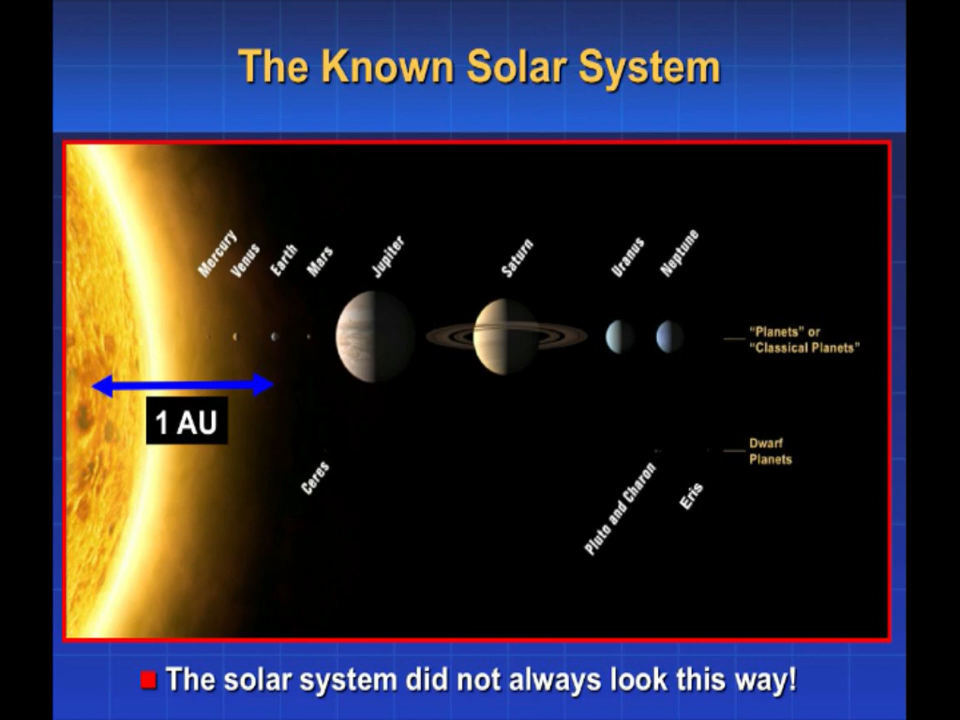 The Known Solar System
Mercury
Venus
Earth
Mars
Jupiter
Saturn
Uranus
Neptune
“Planets” or
“Classical Planets”
1 AU
Dwarf
Planets
Ceres
Pluto and Charon
Eris
The solar system did not always look this way!